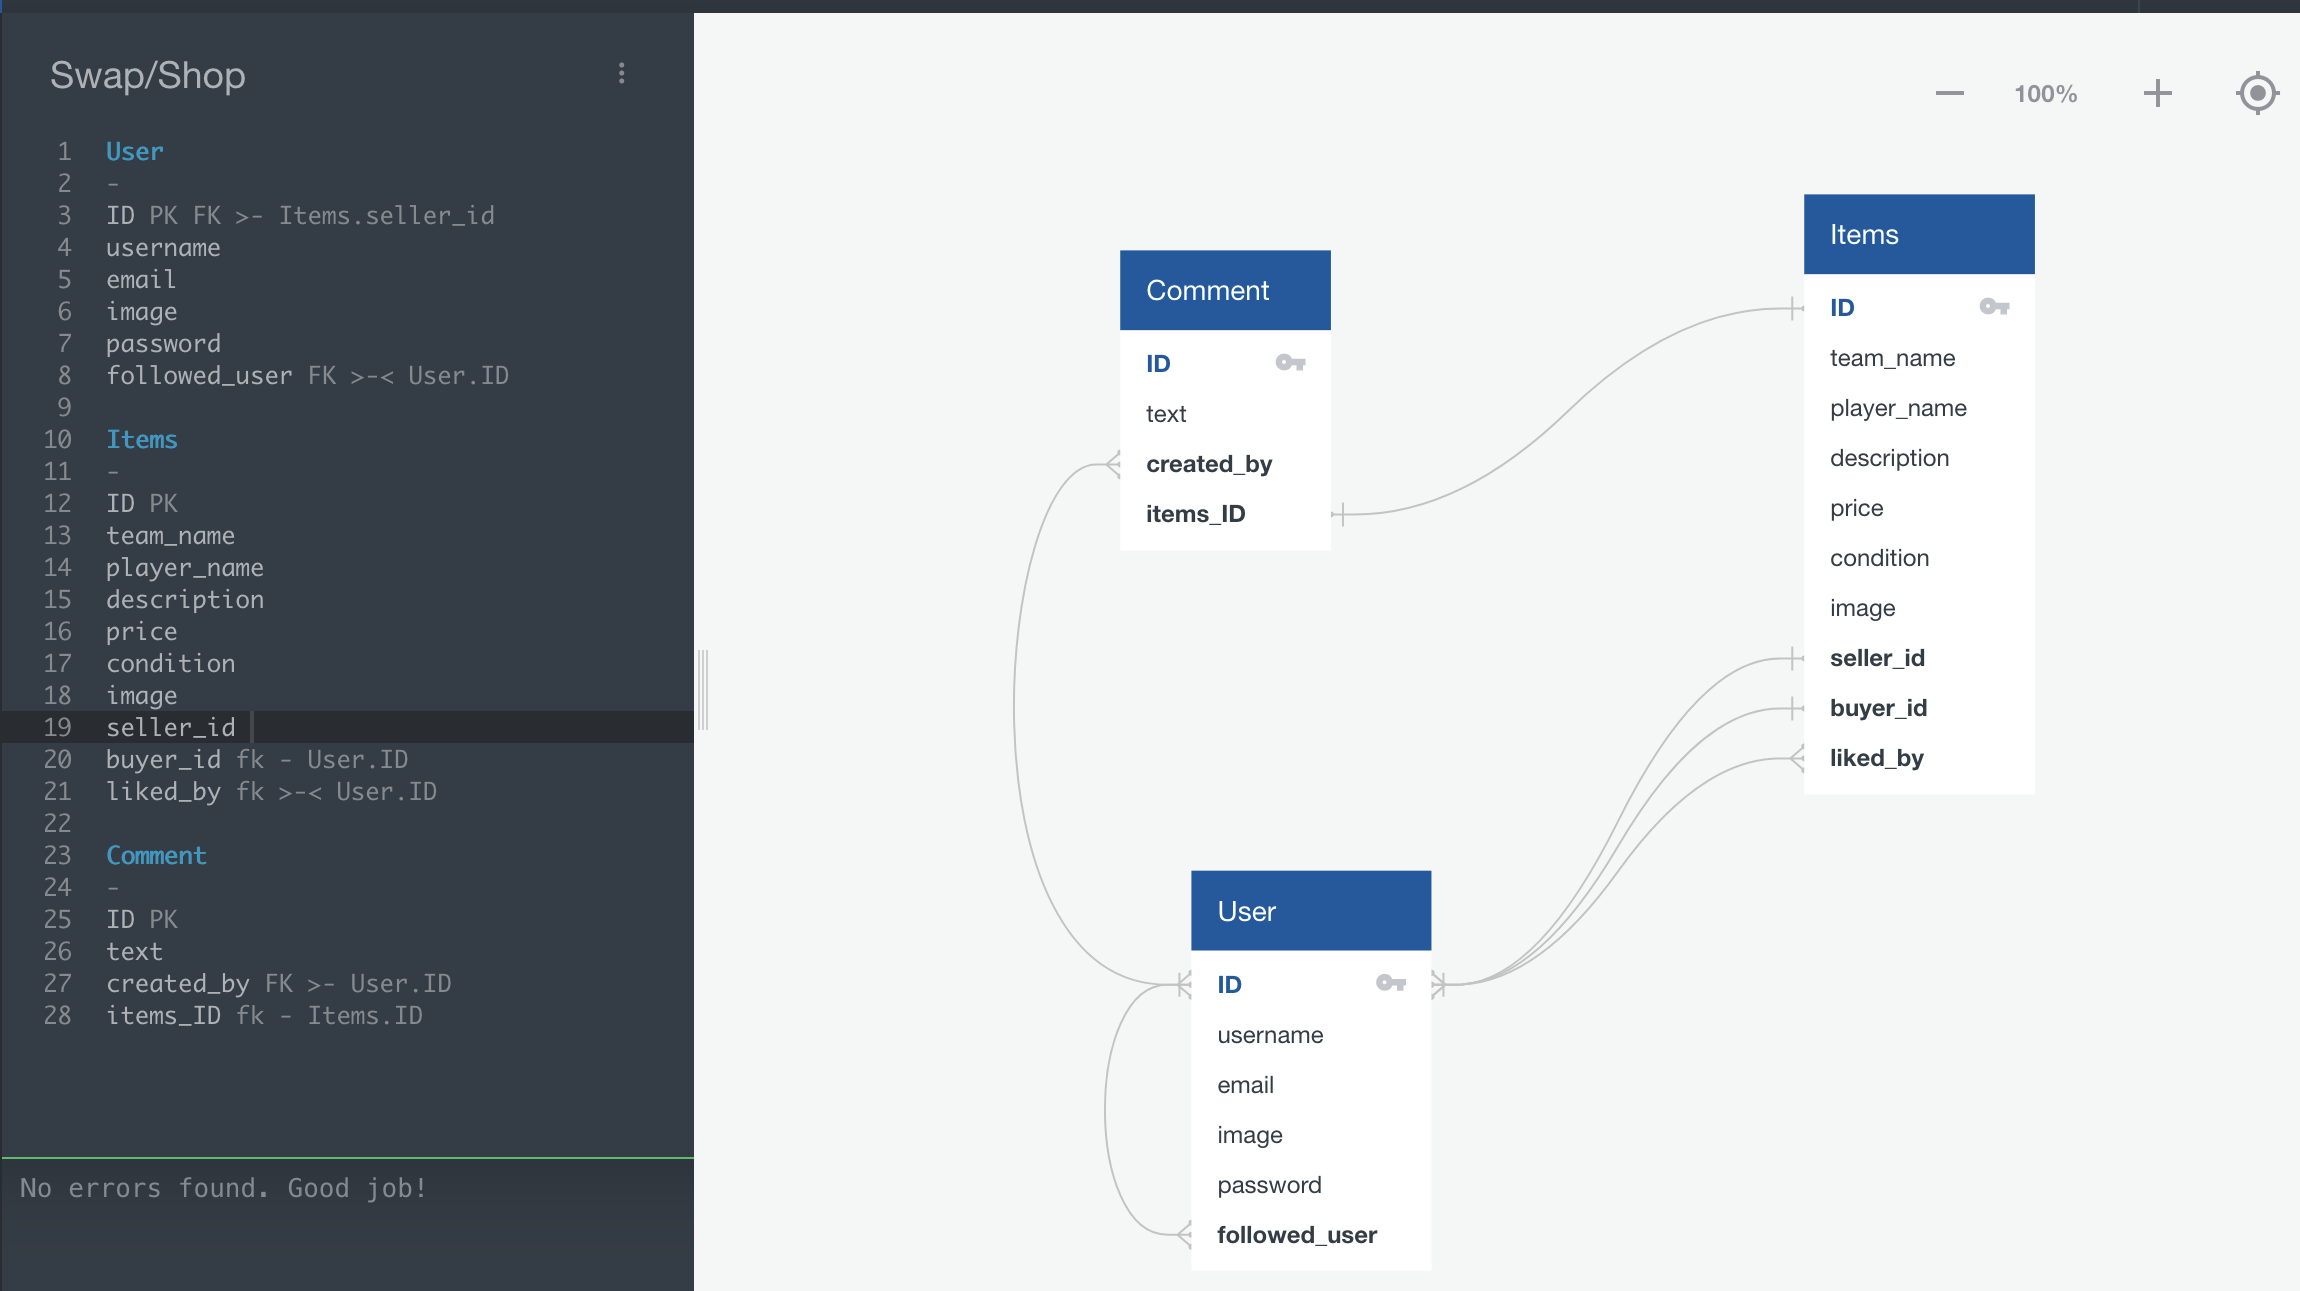 Swap/Shop
1 User
2 -
3 ID PK FK >- Items.seller_id
4 username
5 email
6 image
7 password
8 followed_user FK >-< User.ID
9
10 Items
11 -
12 ID PK
13 team_name
14 player_name
15 description
16 price
17 condition
18 image
19 seller_id
20 buyer_id fk - User.ID
21 liked_by fk >-< User.ID
22
23 Comment
24 -
25 ID PK
26 text
27 created_by FK >- User.ID
28 items_ID fk - Items.ID
No errors found. Good job!
100%
Comment
ID
text
created_by
items_ID
Items
ID
team_name
player_name
description
price
condition
image
seller_id
buyer_id
liked_by
User
ID
username
email
image
password
followed_user